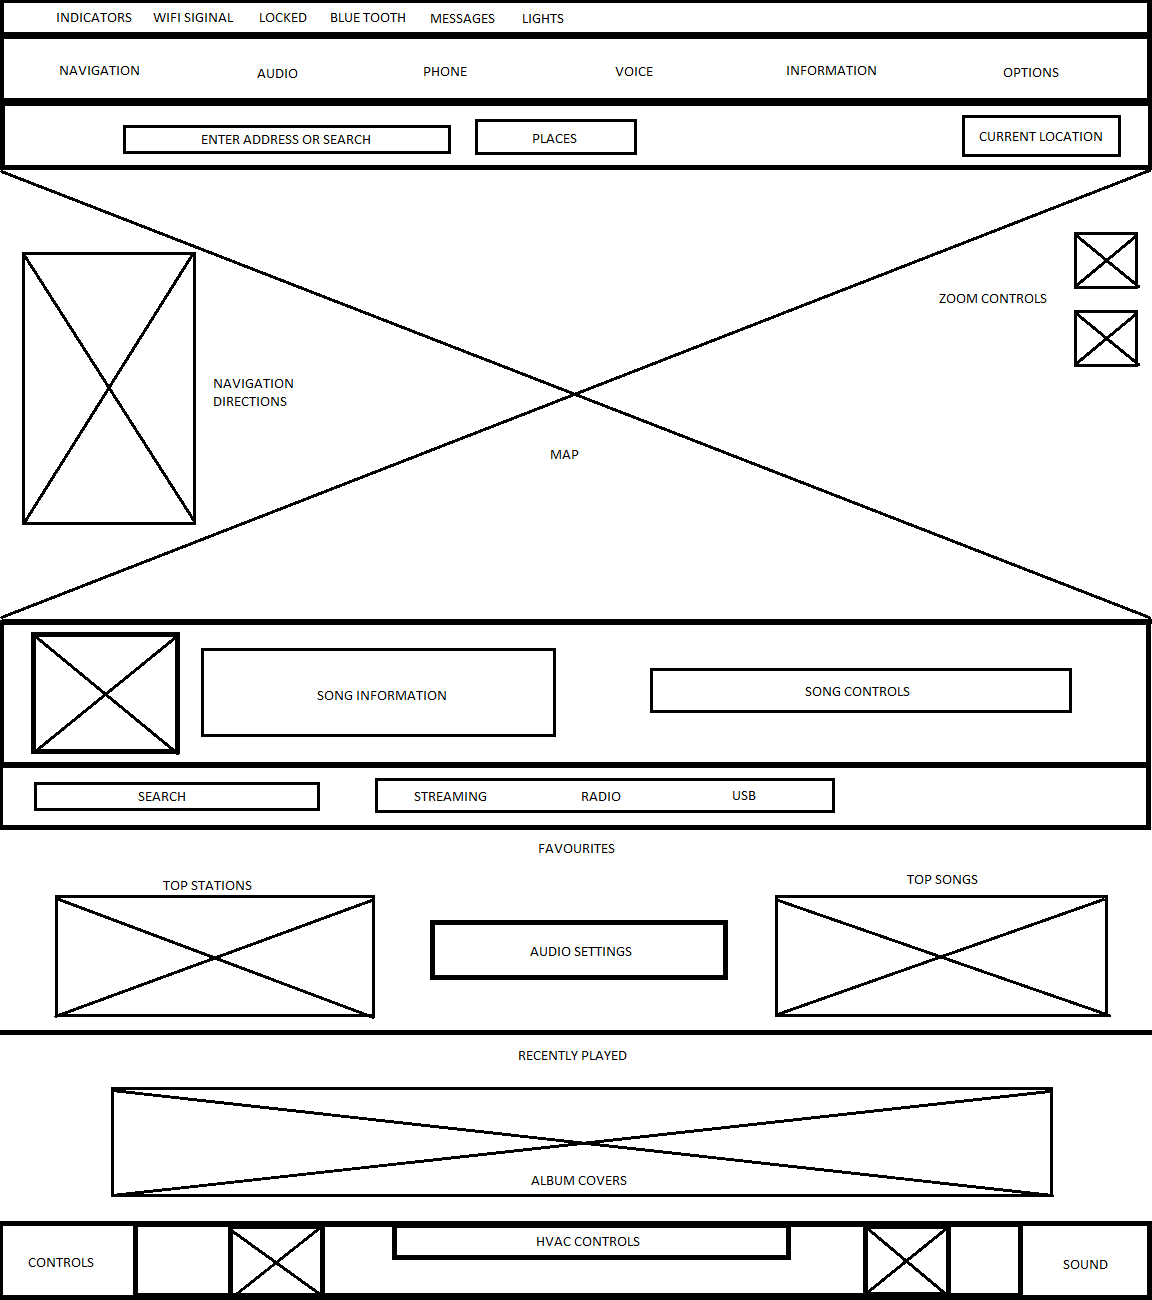 INDICATORS WIFI SIGINAL LOCKED BLUE TOOTH MESSAGES LIGHTS
NAVIGATION AUDIO PHONE VOICE INFORMATION OPTIONS
ENTER ADDRESS OR SEARCH PLACES CURRENT LOCATION
ZOOM CONTROLS
NAVIGATION
DIRECTIONS
MAP
SONG INFORMATION SONG CONTROLS
SEARCH STREAMING RADIO USB
FAVOURITES
TOP STATIONS TOP SONGS
AUDIO SETTINGS
RECENTLY PLAYED
ALBUM COVERS
CONTROLS HVAC CONTROLS SOUND